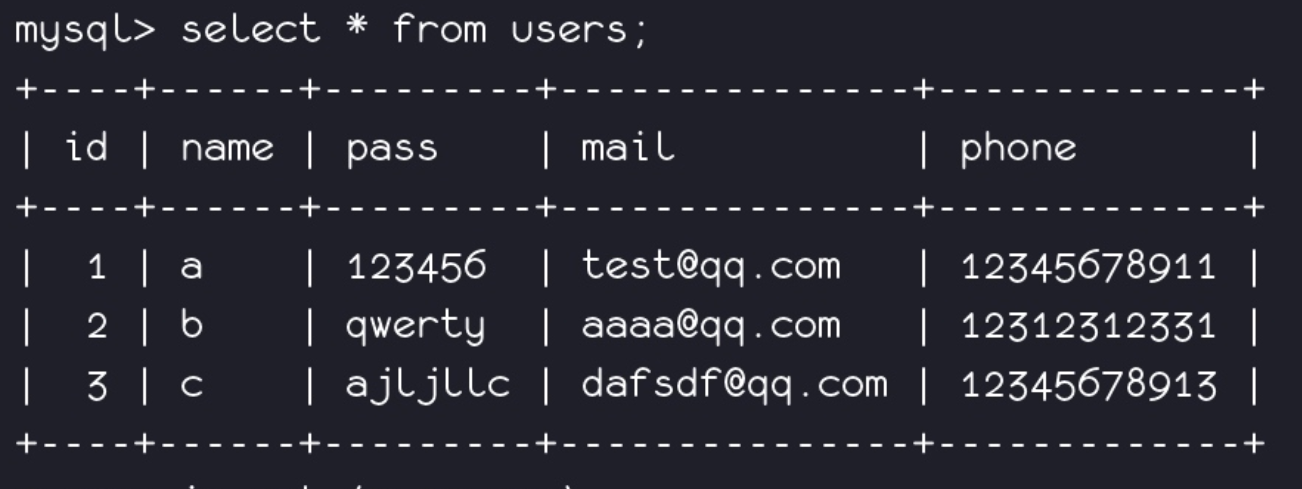 mysql> select * from users;
+----+------+---------+---------------+-------------+
| id | name | pass    | mail          | phone       |
+----+------+---------+---------------+-------------+
|  1 | a    | 123456  | test@qq.com   | 12345678911 |
|  2 | b    | qwerty  | aaaa@qq.com   | 12312312331 |
|  3 | c    | ajljllc | dafsdf@qq.com | 12345678913 |
+----+------+---------+---------------+-------------+